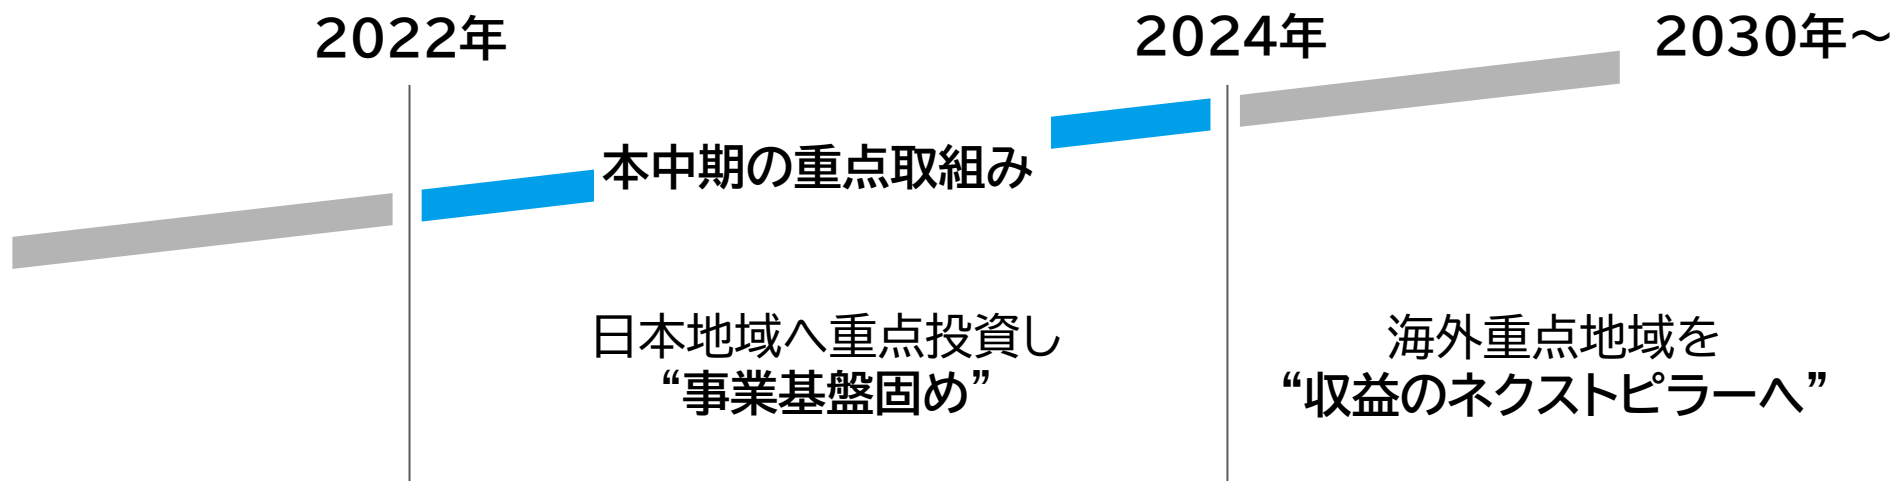 2022年
2024年
2030年～
本中期の重点取組み
日本地域へ重点投資し
“事業基盤固め”
海外重点地域を
“収益のネクストピラーへ”